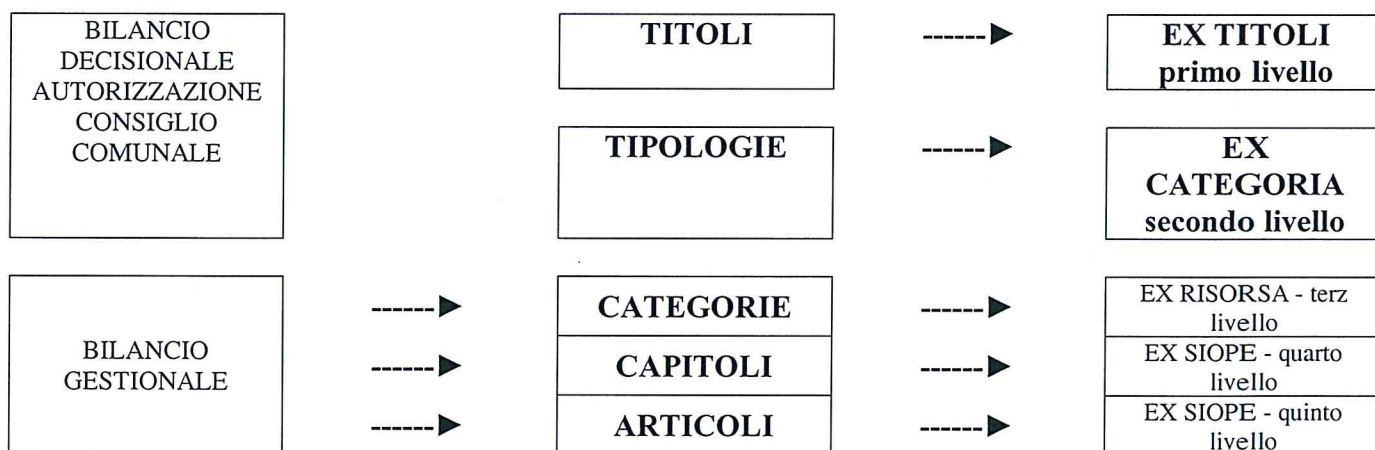 BILANCIO
DECISIONALE
AUTORIZZAZIONE
CONSIGLIO
COMUNALE
TITOLI
------►
EX TITOLI
primo livello
TIPOLOGIE
------►
EX
CATEGORIA
secondo livello
BILANCIO
GESTIONALE
------►
CATEGORIE
------►
EX RISORSA - terz
livello
------►
CAPITOLI
------►
EX SIOPE - quarto
livello
------►
ARTICOLI
------►
EX SIOPE - quinto
livello